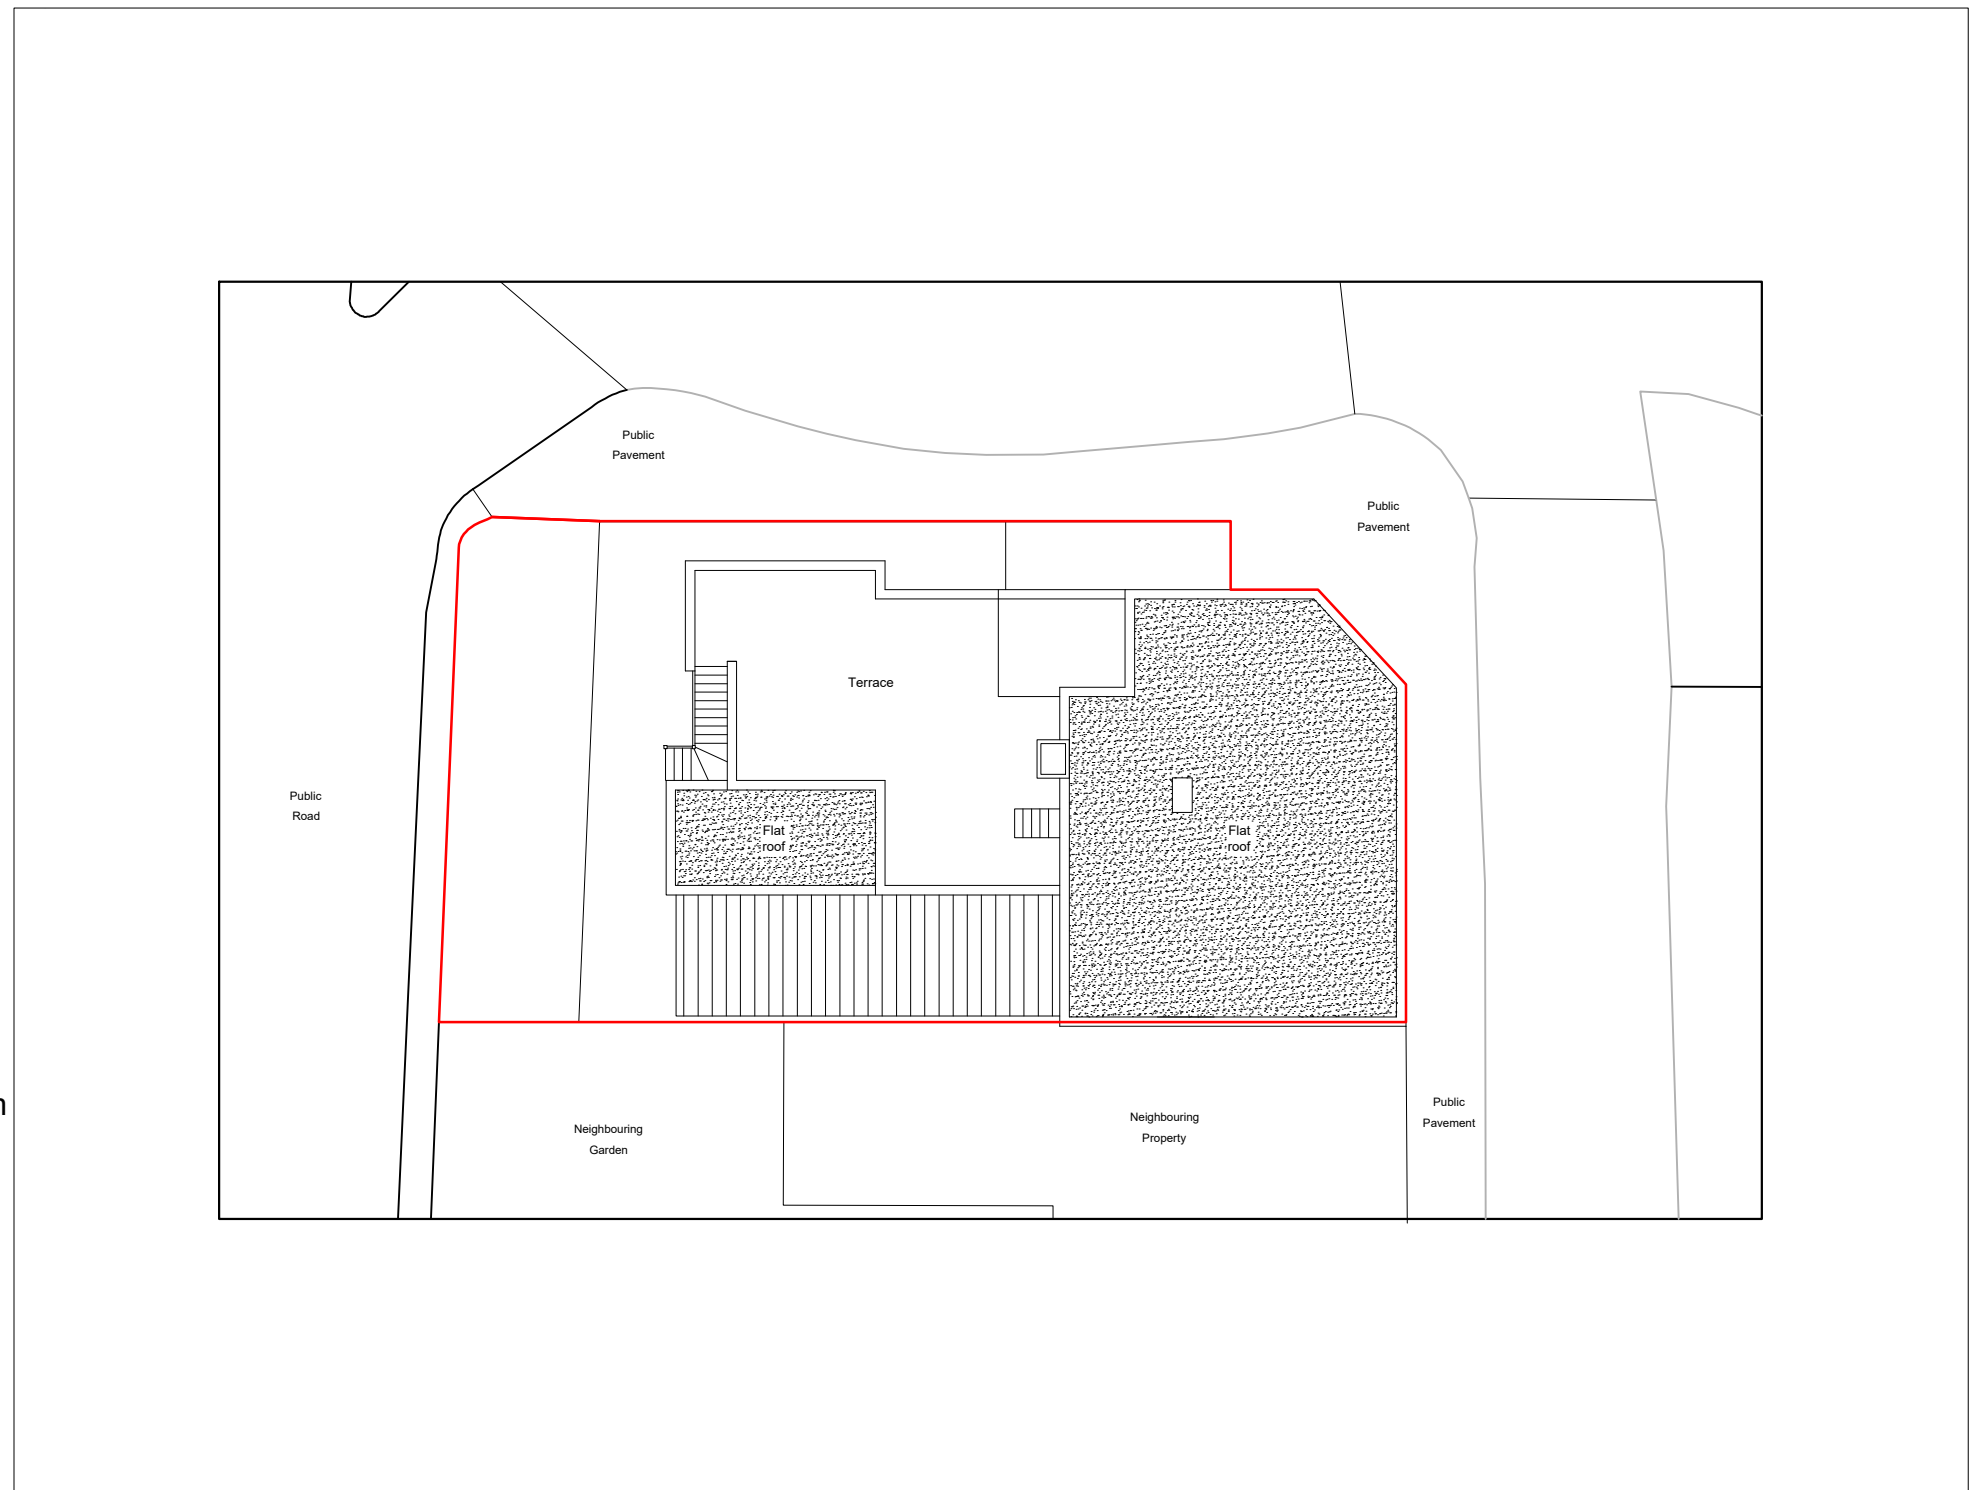 Public
Pavement
Public
Pavement
Terrace
Public
Road
Flat
roof
Flat
roof
Public
Pavement
Neighbouring
Property
Neighbouring
Garden